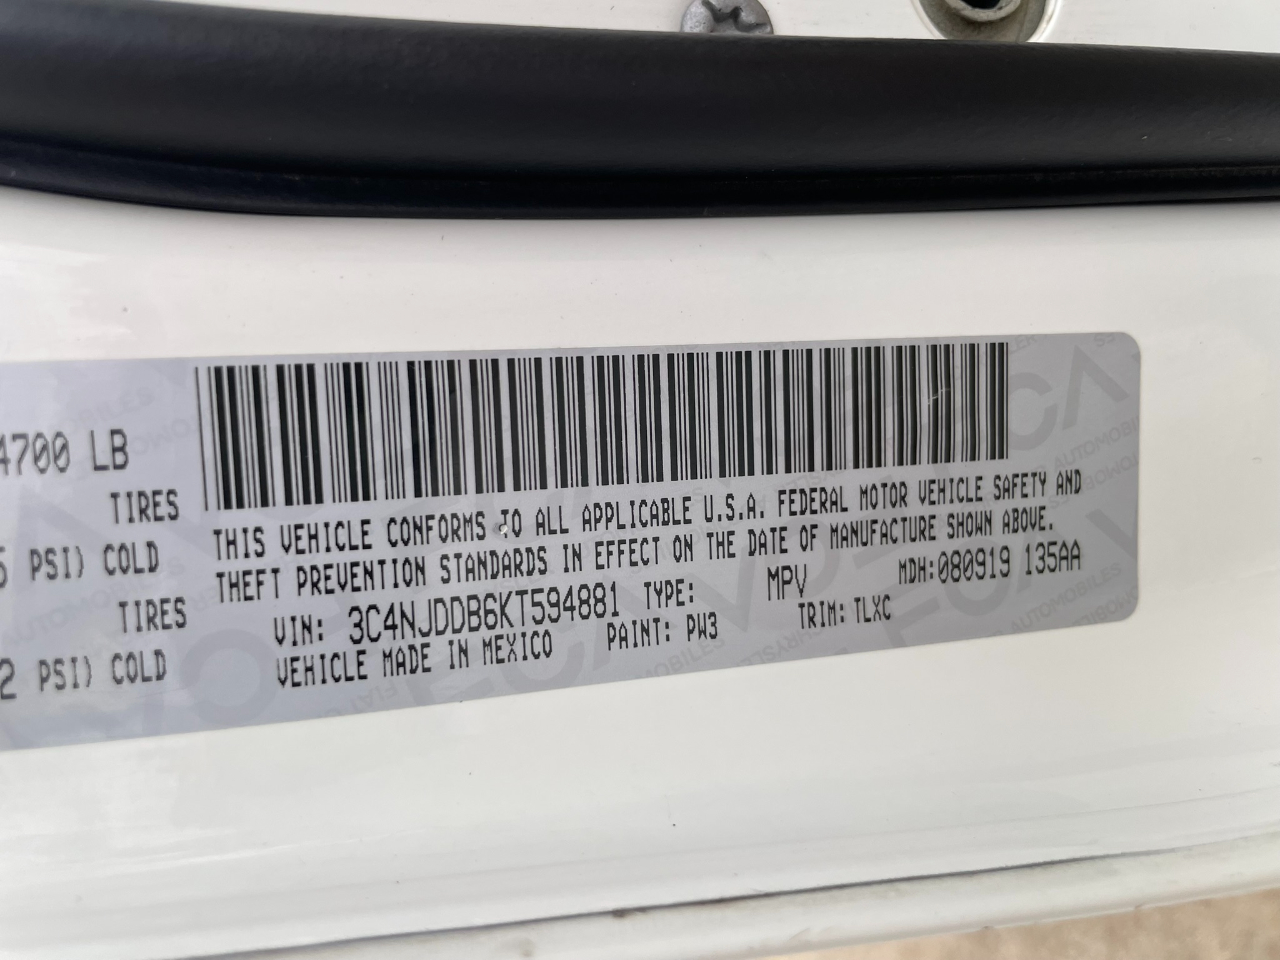 4700 LB
TIRES
PSI) COLD
TIRES
2 PSI) COLD
THIS VEHICLE CONFORMS TO ALL APPLICABLE U.S.A. FEDERAL MOTOR VEHICLE SAFETY AND
THEFT PREVENTION STANDARDS IN EFFECT ON THE DATE OF MANUFACTURE SHOWN ABOVE.
VIN: 3C4NJDDB6KT594881 TYPE: MPV MDH:080919 135AA
VEHICLE MADE IN MEXICO PAINT: PW3 TRIM: TLXC